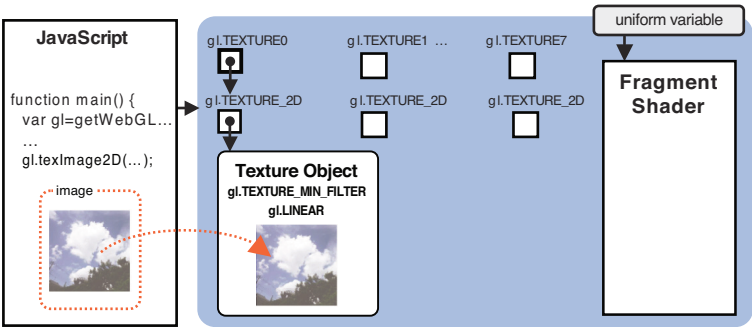 JavaScript
function main() {
var gl=getWebGL...
...
gl.texImage2D(...);
image
gl.TEXTURE0
gl.TEXTURE1 ...
gl.TEXTURE7
gl.TEXTURE_2D
gl.TEXTURE_2D
gl.TEXTURE_2D
Texture Object
gl.TEXTURE_MIN_FILTER
gl.LINEAR
uniform variable
Fragment
Shader